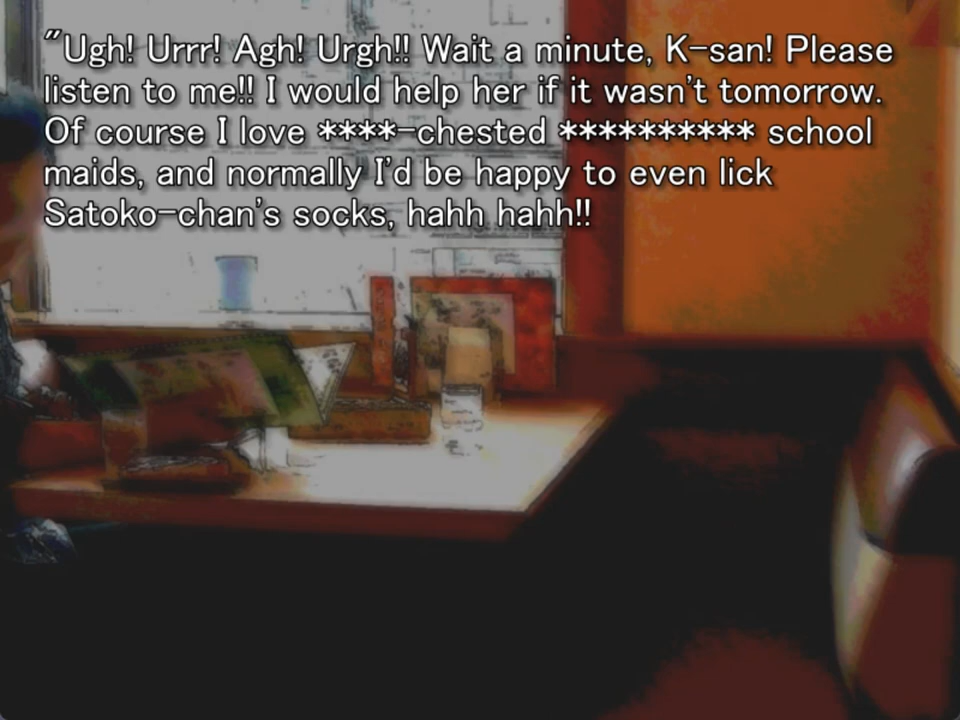 "Ugh! Urrr! Agh! Urgh!! Wait a minute, K-san! Please
listen to me!! I would help her if it wasn't tomorrow.
Of course I love ****-chested ********** school
maids, and normally I'd be happy to even lick
Satoko-chan's socks, hahh hahh!!